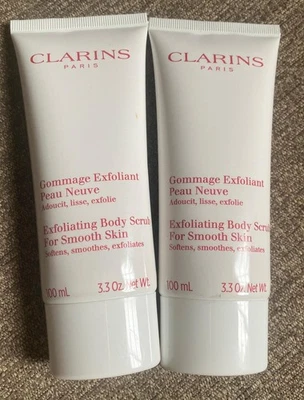 CLARINS
PARIS
Gommage Exfoliant
Peau Neuve
Adoucit, lisse, exfolie
Exfoliating Body Scrub
For Smooth Skin
Softens, smoothes, exfoliates
100 mL 3.3 Oz/Net Wt.
CLARINS
PARIS
Gommage Exfoliant
Peau Neuve
Adoucit, lisse, exfolie
Exfoliating Body Scrub
For Smooth Skin
Softens, smoothes, exfoliates
100 mL 3.3 Oz/Net Wt.